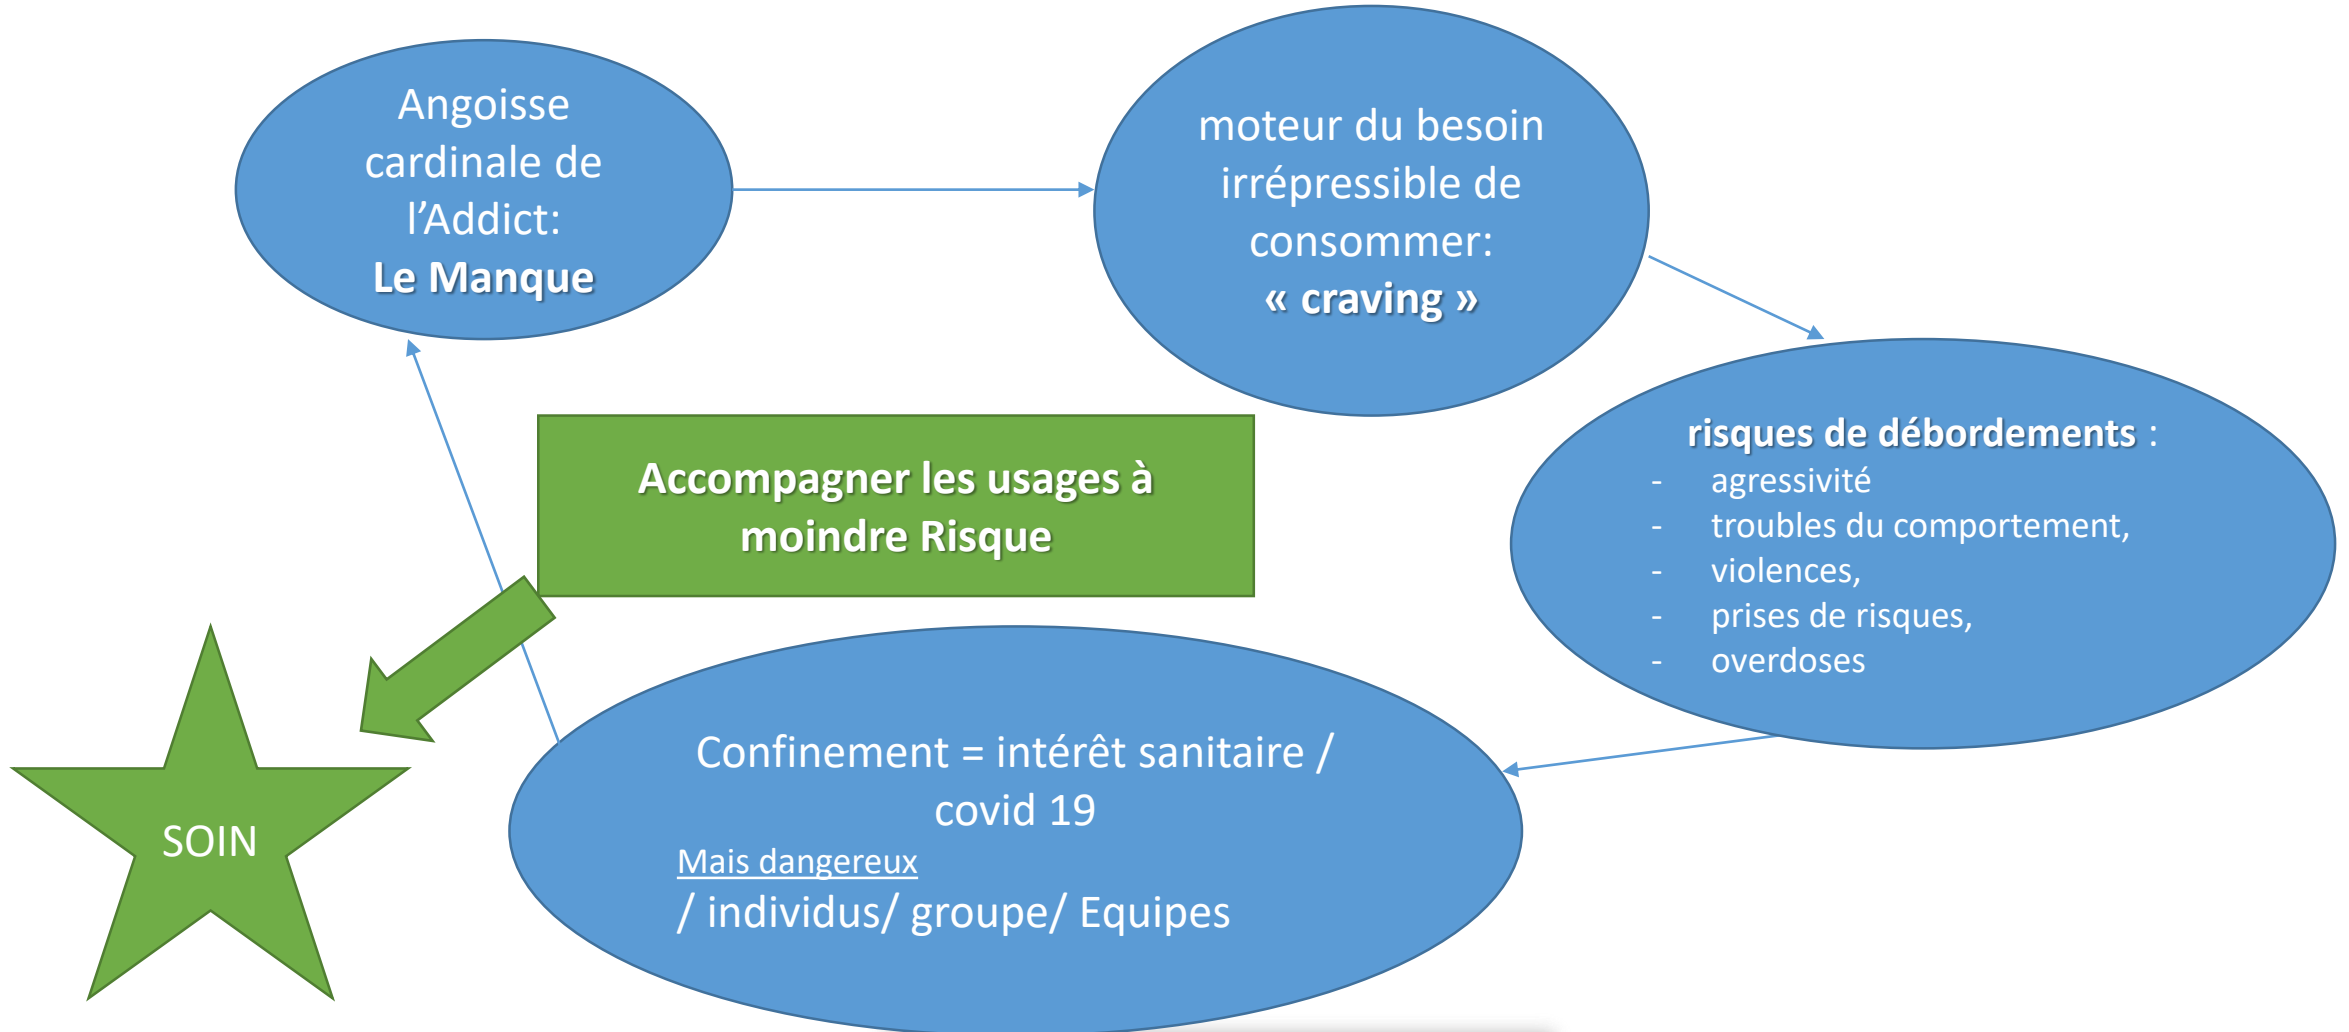 Angoisse
cardinale de
l’Addict:
Le Manque
moteur du besoin
irrépressible de
consommer:
« craving »
risques de débordements :
- agressivité
- troubles du comportement,
- violences,
- prises de risques,
- overdoses
Accompagner les usages à
moindre Risque
Confinement = intérêt sanitaire /
covid 19
Mais dangereux
/ individus/ groupe/ Equipes
SOIN